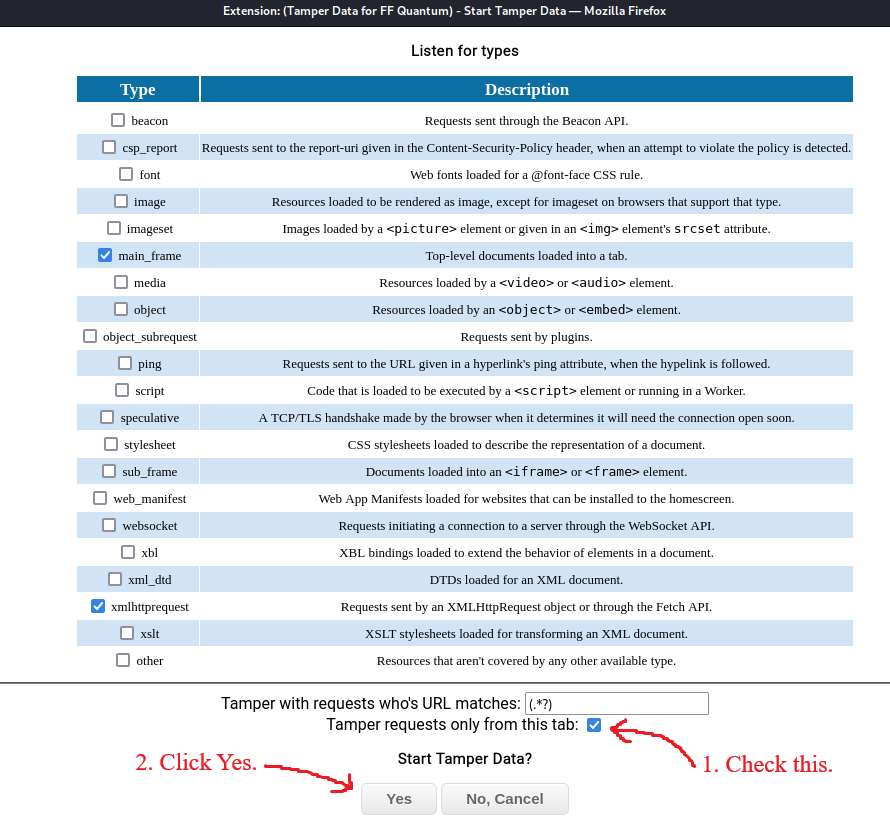 Extension: (Tamper Data for FF Quantum) - Start Tamper Data — Mozilla Firefox
Listen for types
Type Description
beacon Requests sent through the Beacon API.
csp_report Requests sent to the report-uri given in the Content-Security-Policy header, when an attempt to violate the policy is detected.
font Web fonts loaded for a @font-face CSS rule.
image Resources loaded to be rendered as image, except for imageset on browsers that support that type.
imageset Images loaded by a <picture> element or given in an <img> element's srcset attribute.
main_frame Top-level documents loaded into a tab.
media Resources loaded by a <video> or <audio> element.
object Resources loaded by an <object> or <embed> element.
object_subrequest Requests sent by plugins.
ping Requests sent to the URL given in a hyperlink's ping attribute, when the hypelink is followed.
script Code that is loaded to be executed by a <script> element or running in a Worker.
speculative A TCP/TLS handshake made by the browser when it determines it will need the connection open soon.
stylesheet CSS stylesheets loaded to describe the representation of a document.
sub_frame Documents loaded into an <iframe> or <frame> element.
web_manifest Web App Manifests loaded for websites that can be installed to the homescreen.
websocket Requests initiating a connection to a server through the WebSocket API.
xbl XBL bindings loaded to extend the behavior of elements in a document.
xml_dtd DTDs loaded for an XML document.
xmlhttprequest Requests sent by an XMLHttpRequest object or through the Fetch API.
xslt XSLT stylesheets loaded for transforming an XML document.
other Resources that aren't covered by any other available type.
Tamper with requests who's URL matches: (.*?)
Tamper requests only from this tab:
Start Tamper Data?
2. Click Yes.
1. Check this.
Yes No, Cancel